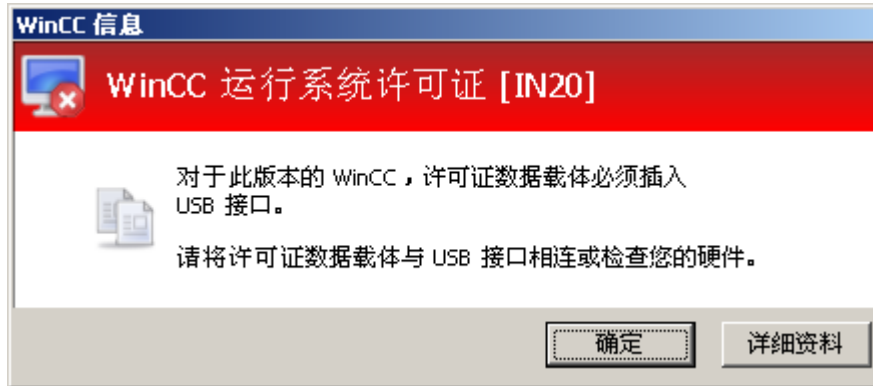 WinCC 信息
WinCC 运行系统许可证 [IN20]
对于此版本的 WinCC，许可证数据载体必须插入
USB 接口。
请将许可证数据载体与 USB 接口相连或检查您的硬件。
确定
详细资料